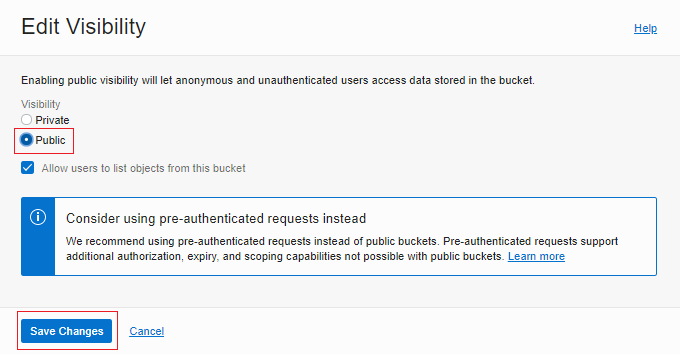 Edit Visibility
Help
Enabling public visibility will let anonymous and unauthenticated users access data stored in the bucket.
Visibility
Private
Public
Allow users to list objects from this bucket
Consider using pre-authenticated requests instead
We recommend using pre-authenticated requests instead of public buckets. Pre-authenticated requests support
additional authorization, expiry, and scoping capabilities not possible with public buckets. Learn more
Save Changes
Cancel